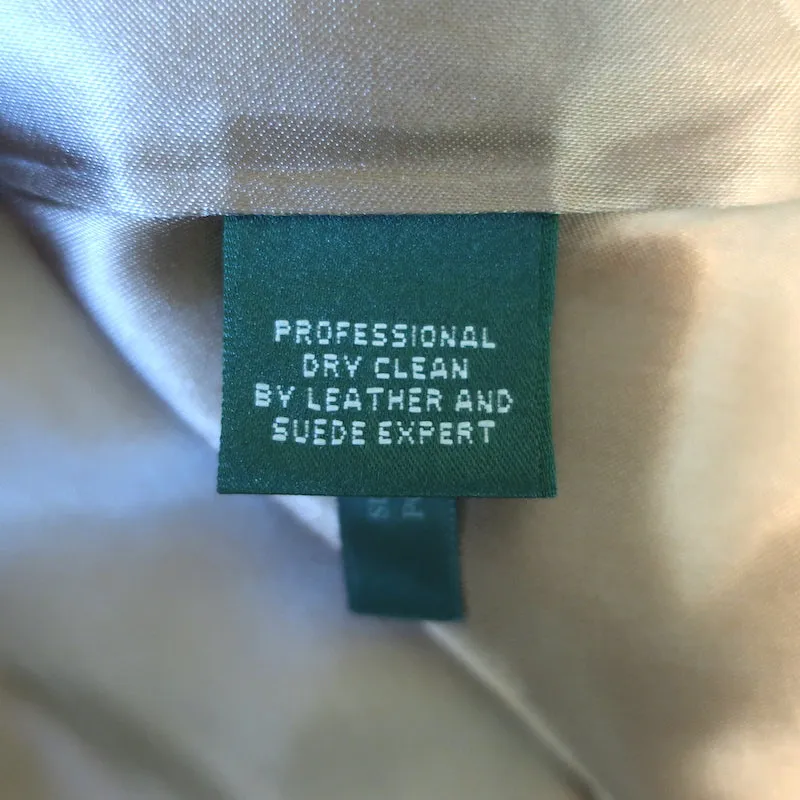 PROFESSIONAL
DRY CLEAN
BY LEATHER AND
SUEDE EXPERT